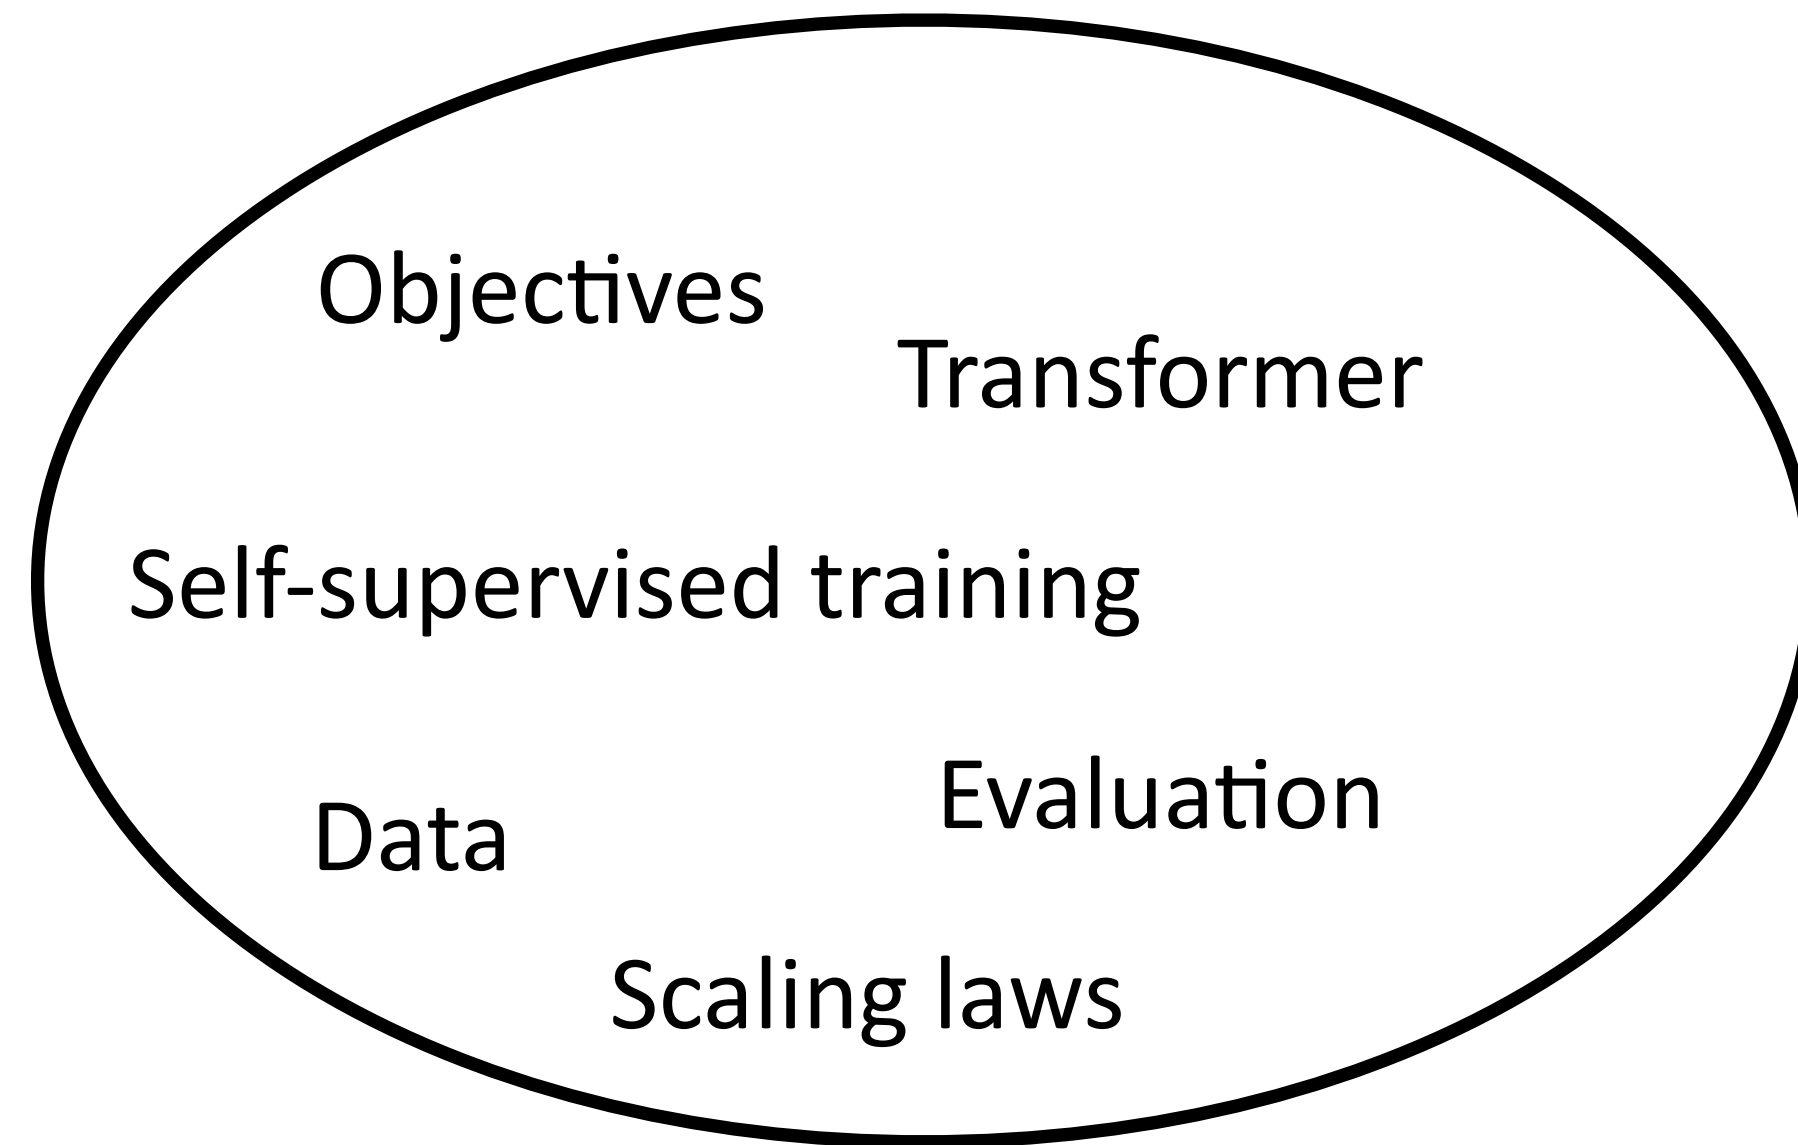 Objectives
Transformer
Self-supervised training
Evaluation
Data
Scaling laws